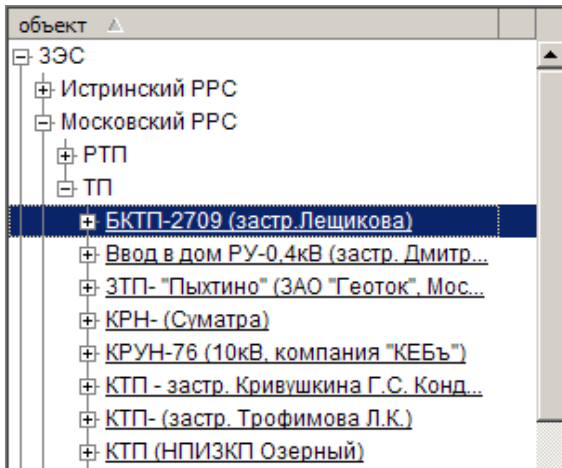 объект
ЗЭС
Истринский РРС
Московский РРС
РТП
ТП
БКТП-2709 (застр.Лещикова)
Ввод в дом РУ-0,4кВ (застр. Дмитр...
ЗТП- "Пыхтино" (ЗАО "Геоток", Мос...
КРН- (Суматра)
КРУН-76 (10кВ, компания "КЕБъ")
КТП - застр. Кривушкина Г.С. Конд...
КТП- (застр. Трофимова Л.К.)
КТП (НПИЗКП Озерный)